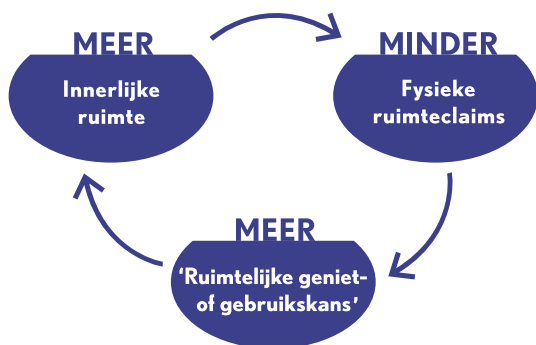 MEER
Innerlijke
ruimte
MINDER
Fysieke
ruimteclaims
MEER
‘Ruimtelijke geniet-
of gebruikskans’